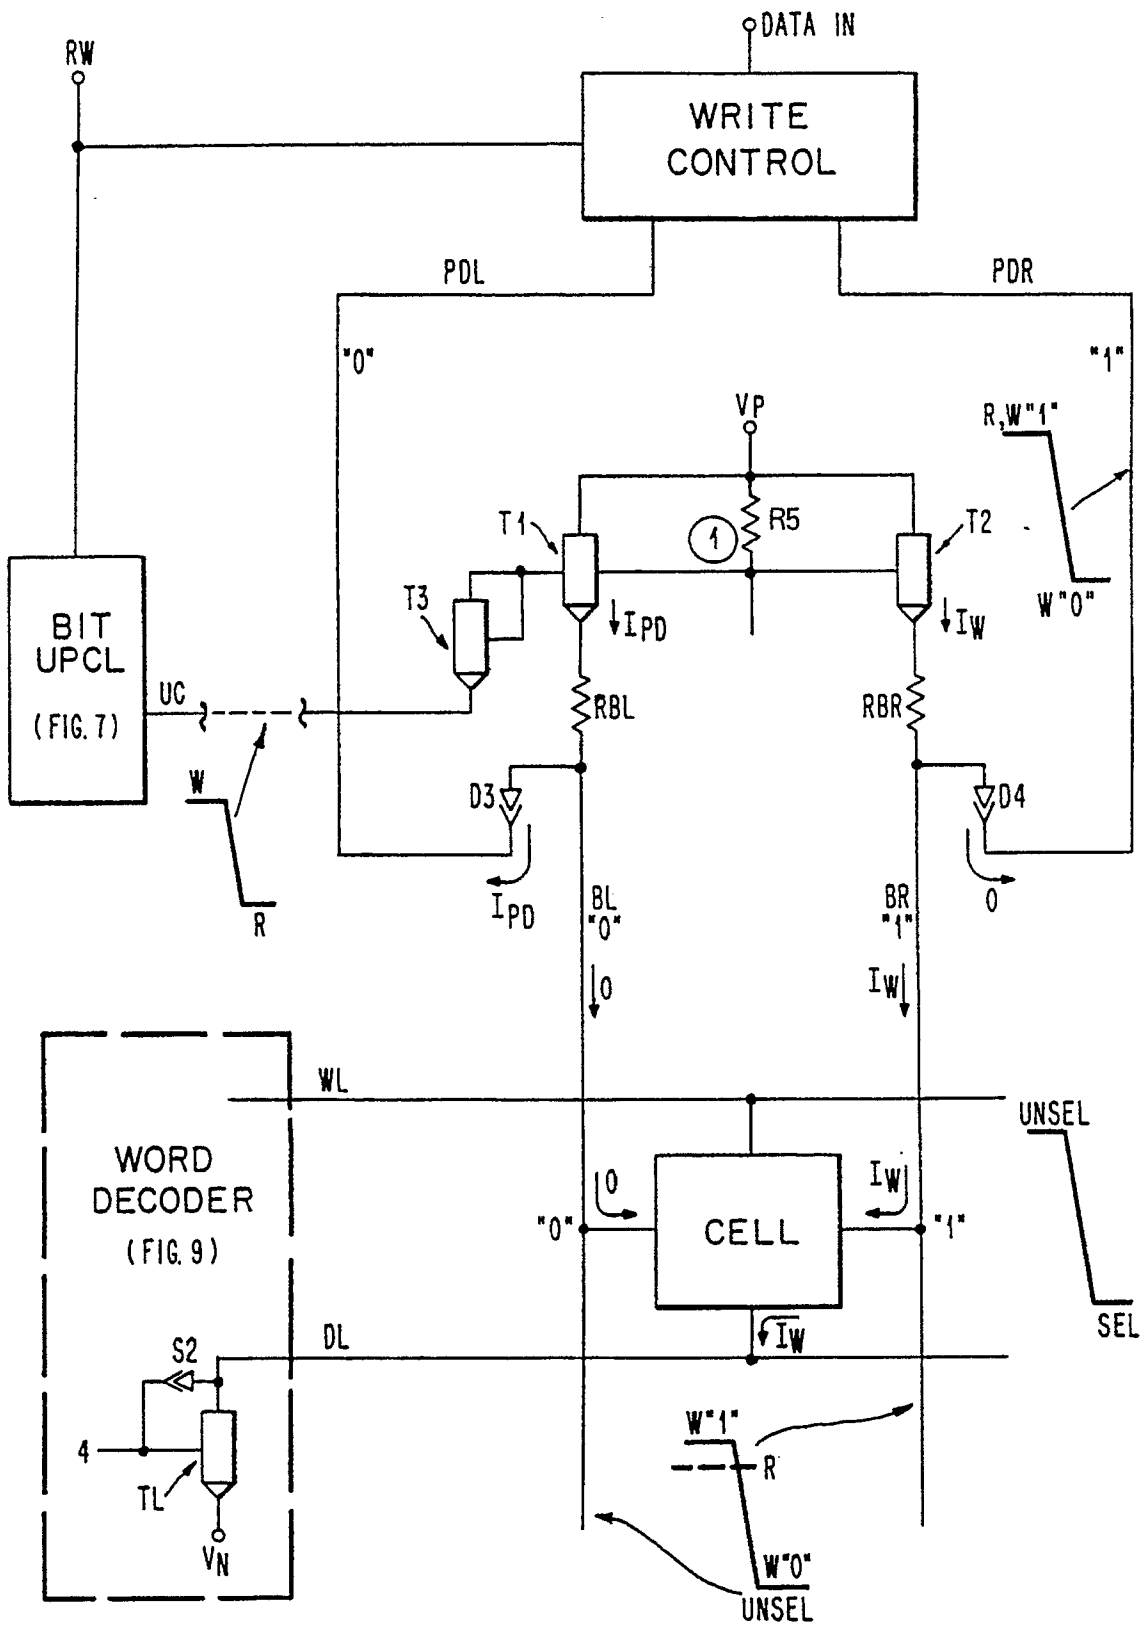 DATA IN
RW
WRITE
CONTROL
PDL
PDR
"0"
"1"
VP
R,W"1"
T1
1
R5
T2
T3
IPD
IW
W"0"
BIT
UPCL
(FIG. 7)
UC
RBL
RBR
W
D3
D4
R
IPD
BL
"0"
BR
"1"
0
0
IW
WL
UNSEL
WORD
DECODER
(FIG. 9)
0
IW
"0"
CELL
"1"
SEL
S2
DL
IW
4
TL
VN
W"1"
R
W"0"
UNSEL